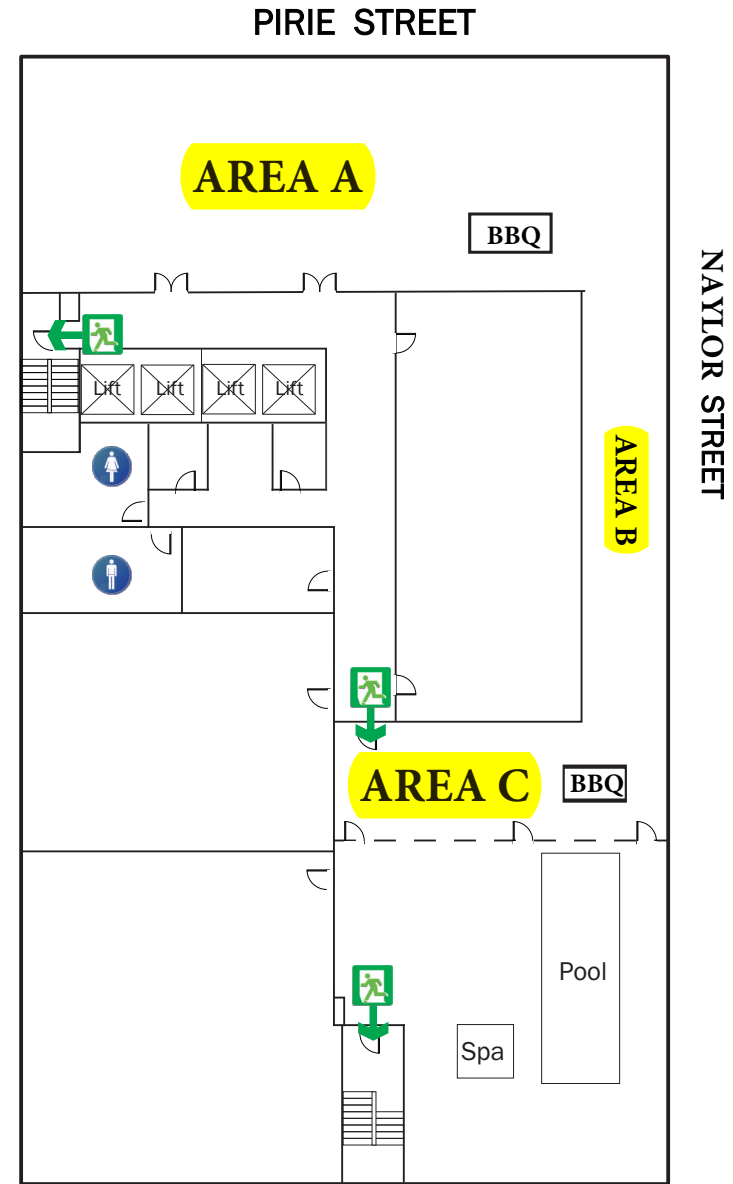 PIRIE STREET
AREA A
BBQ
NAYLOR STREET
Lift
Lift
Lift
Lift
AREA B
AREA C
BBQ
Pool
Spa